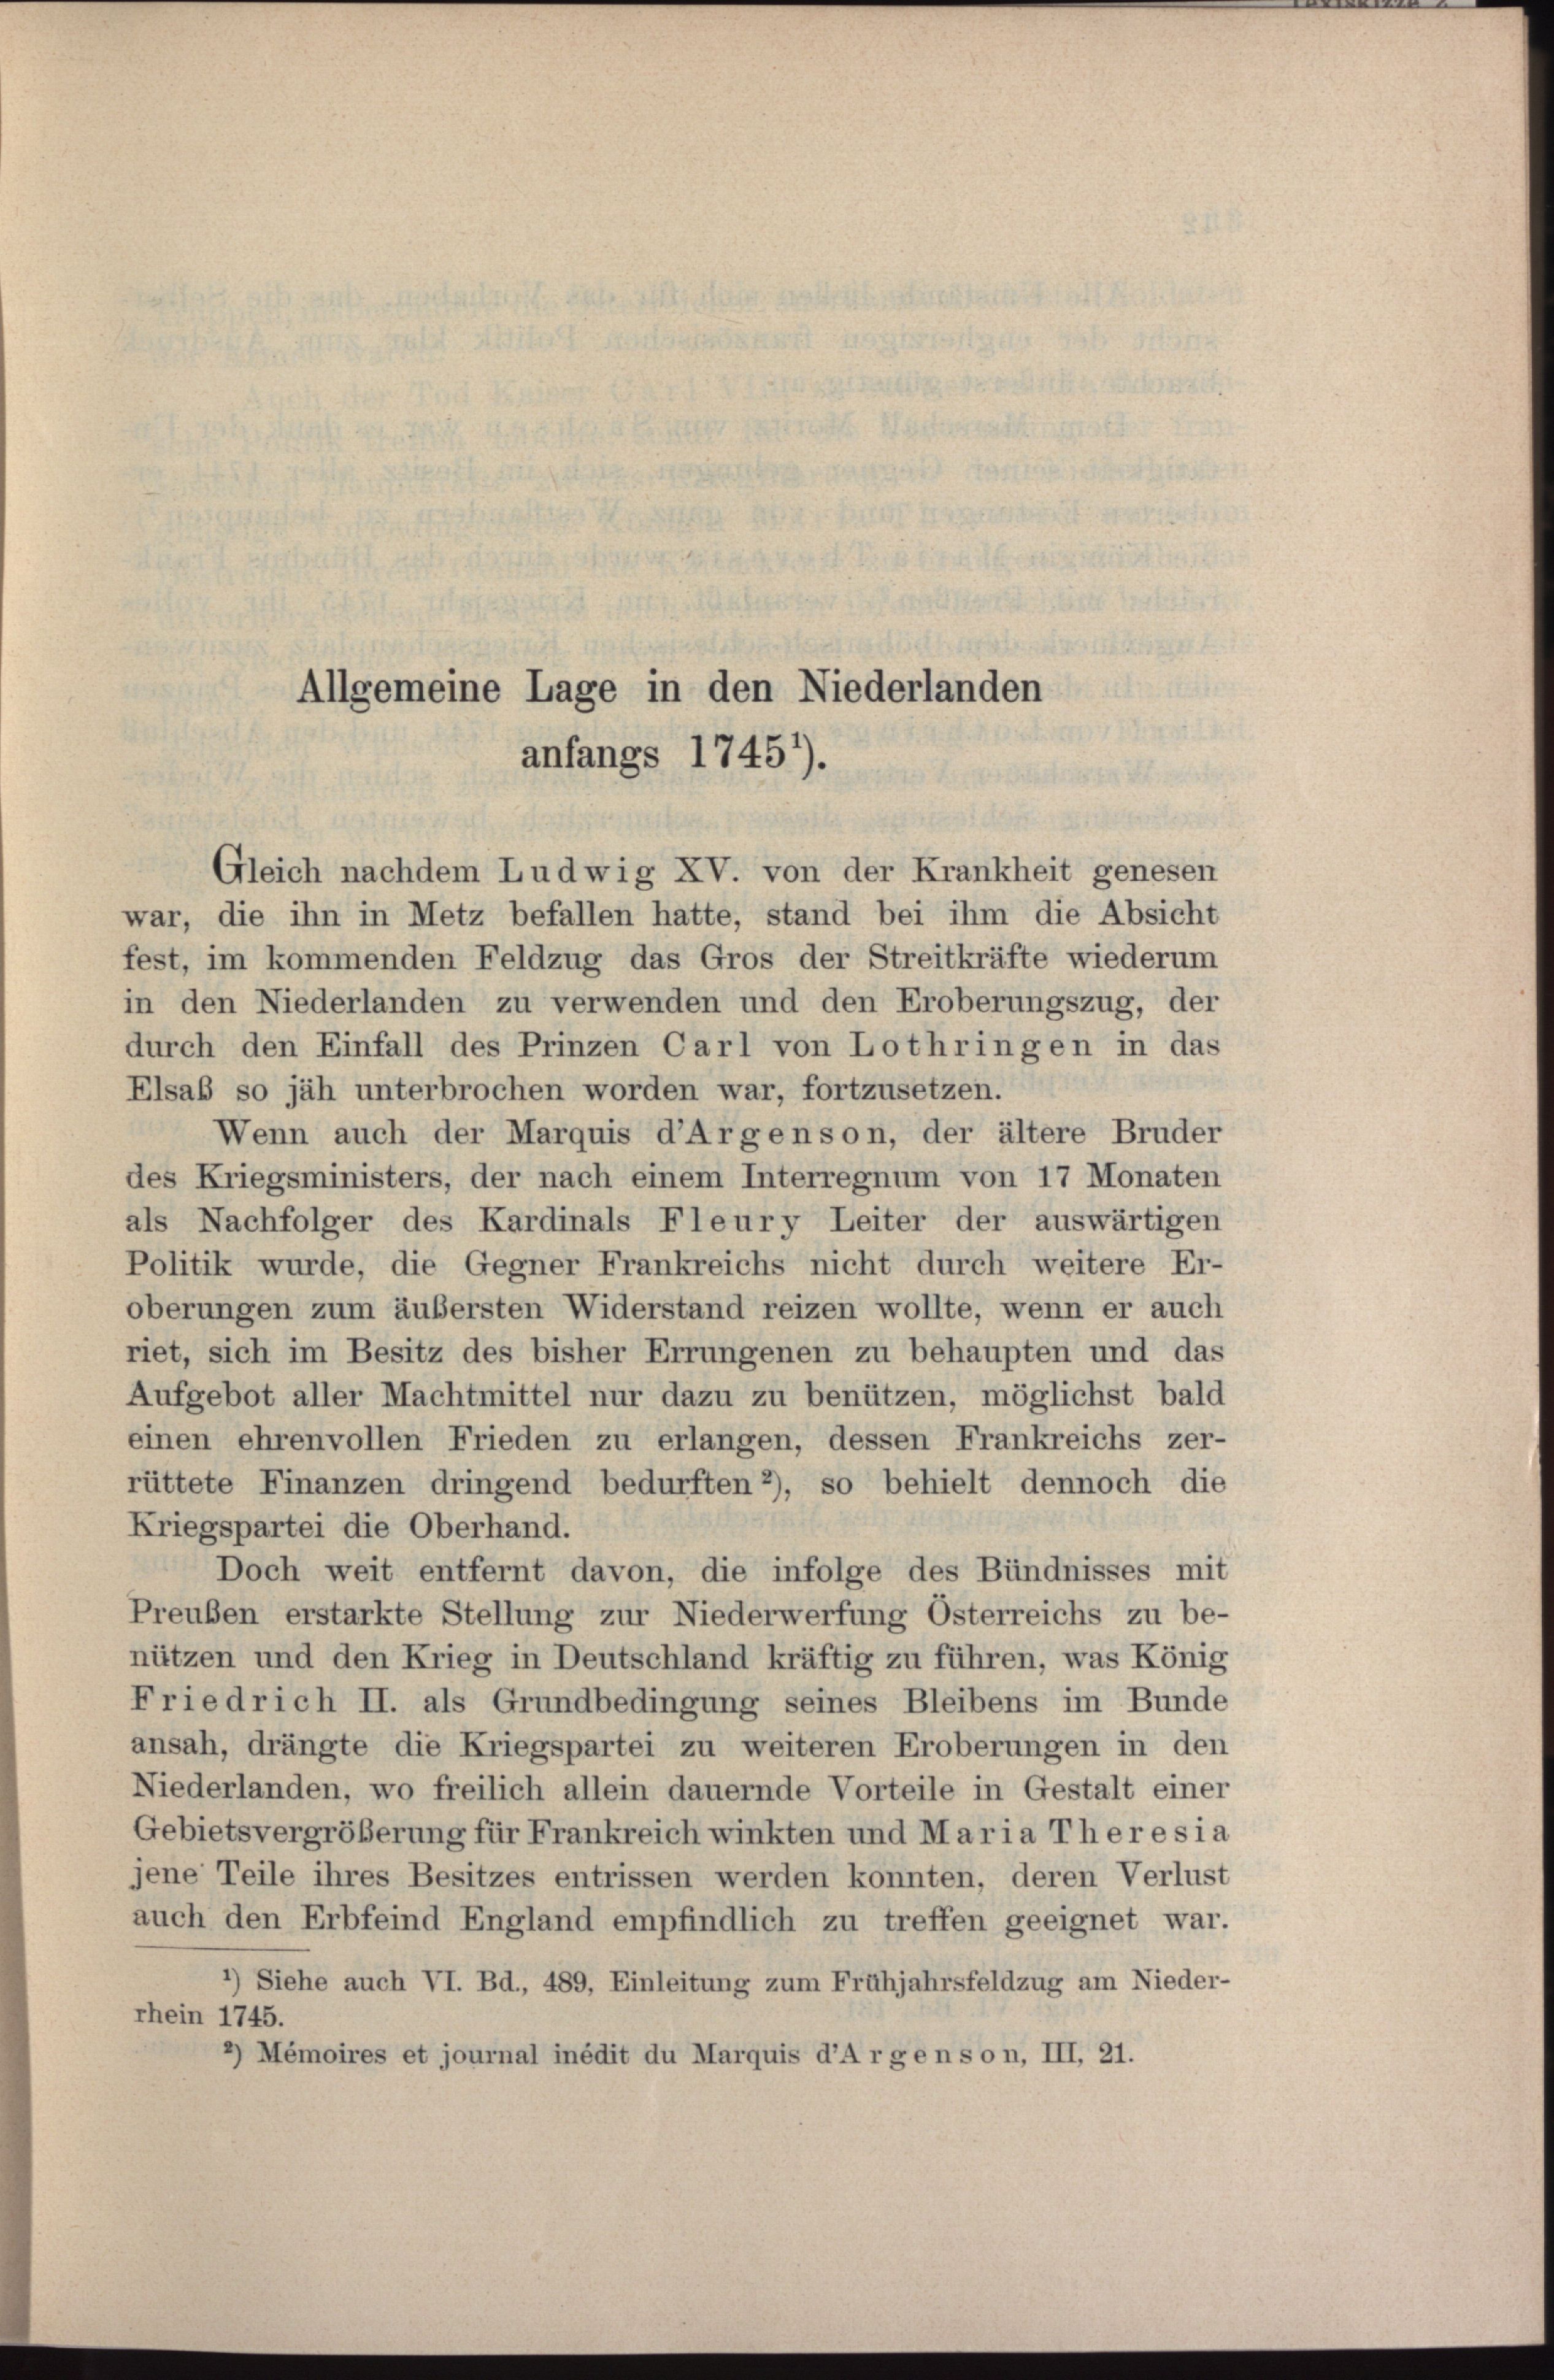 Allgemeine Lage in den Niederlanden
anfangs 1745¹).
Gleich nachdem Ludwig XV. von der Krankheit genesen
war, die ihn in Metz befallen hatte, stand bei ihm die Absicht
fest, im kommenden Feldzug das Gros der Streitkräfte wiederum
in den Niederlanden zu verwenden und den Eroberungszug, der
durch den Einfall des Prinzen Carl von Lothringen in das
Elsaß so jäh unterbrochen worden war, fortzusetzen.
Wenn auch der Marquis d'Argenson, der ältere Bruder
des Kriegsministers, der nach einem Interregnum von 17 Monaten
als Nachfolger des Kardinals Fleury Leiter der auswärtigen
Politik wurde, die Gegner Frankreichs nicht durch weitere Er-
oberungen zum äußersten Widerstand reizen wollte, wenn er auch
riet, sich im Besitz des bisher Errungenen zu behaupten und das
Aufgebot aller Machtmittel nur dazu zu benützen, möglichst bald
einen ehrenvollen Frieden zu erlangen, dessen Frankreichs zer-
rüttete Finanzen dringend bedurften ²), so behielt dennoch die
Kriegspartei die Oberhand.
Doch weit entfernt davon, die infolge des Bündnisses mit
Preußen erstarkte Stellung zur Niederwerfung Österreichs zu be-
nützen und den Krieg in Deutschland kräftig zu führen, was König
Friedrich II. als Grundbedingung seines Bleibens im Bunde
ansah, drängte die Kriegspartei zu weiteren Eroberungen in den
Niederlanden, wo freilich allein dauernde Vorteile in Gestalt einer
Gebietsvergrößerung für Frankreich winkten und Maria Theresia
jene Teile ihres Besitzes entrissen werden konnten, deren Verlust
auch den Erbfeind England empfindlich zu treffen geeignet war.
¹) Siehe auch VI. Bd., 489, Einleitung zum Frühjahrsfeldzug am Nieder-
rhein 1745.
²) Mémoires et journal inédit du Marquis d'Argenson, III, 21.